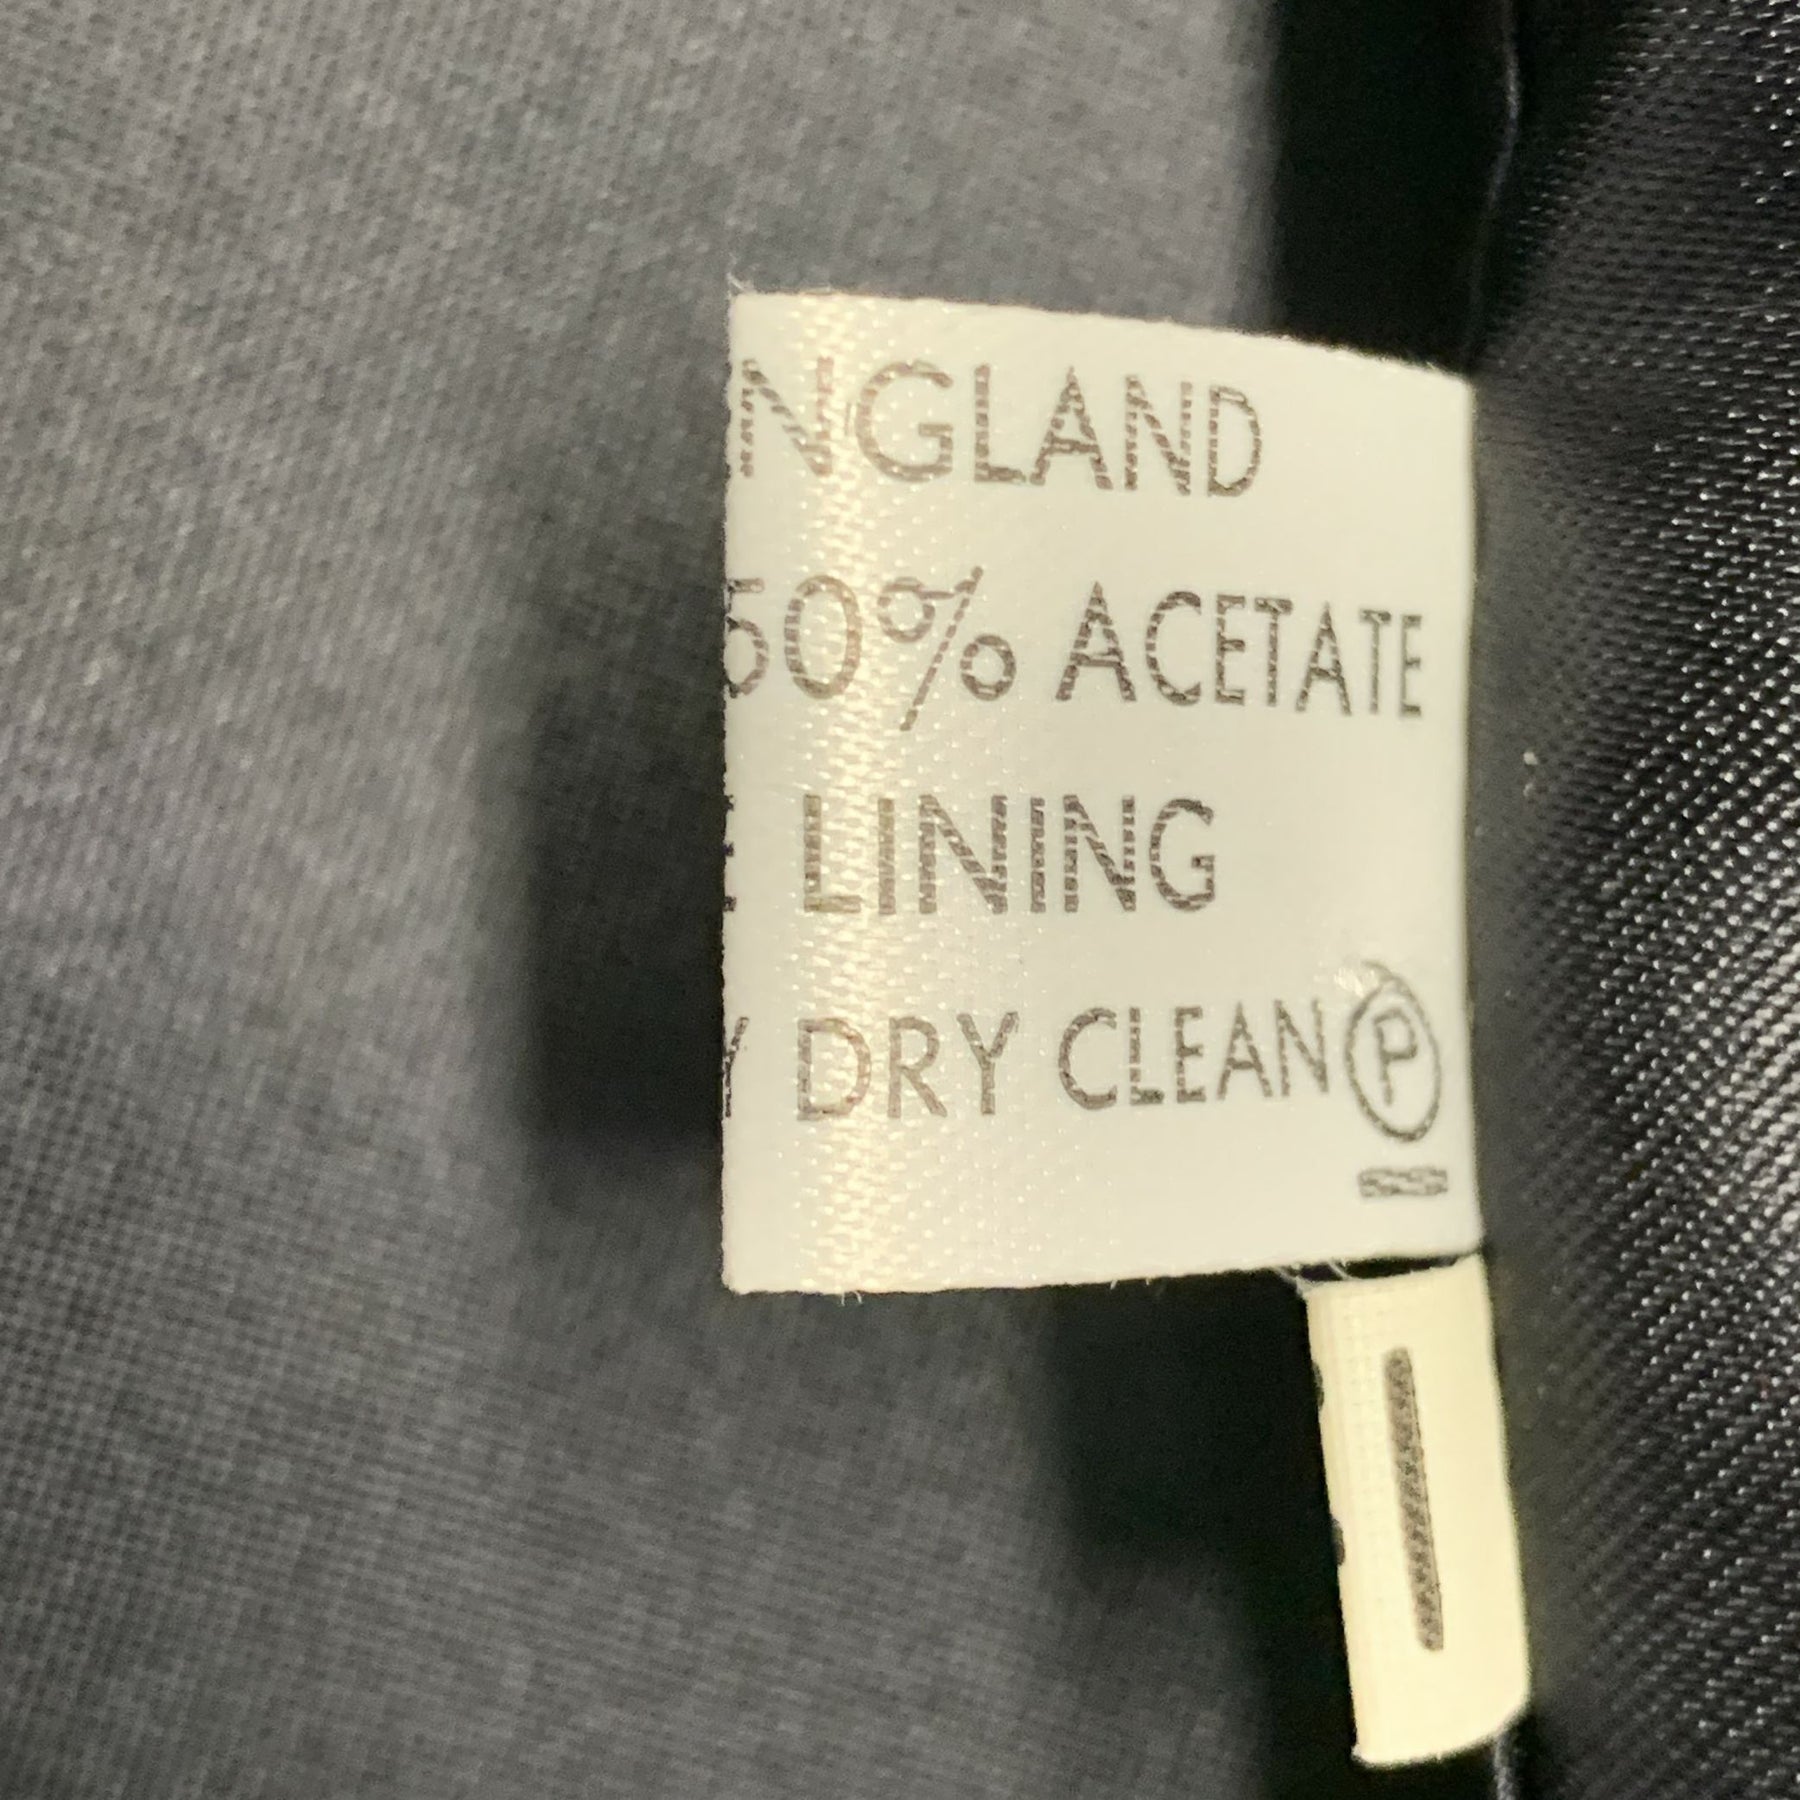 NGLAND
50% ACETATE
LINING
Y DRY CLEAN P